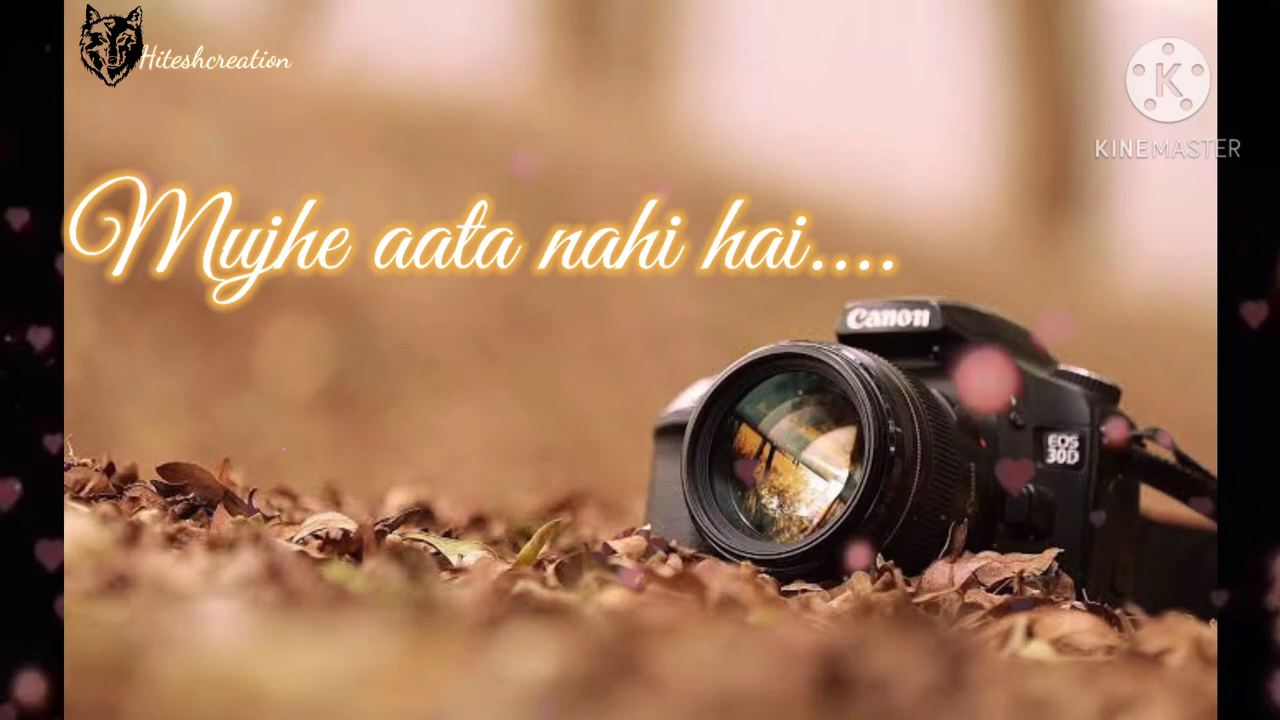 Hiteshcreation
KINEMASTER
Mujhe aata nahi hai....
Canon
EOS
30D